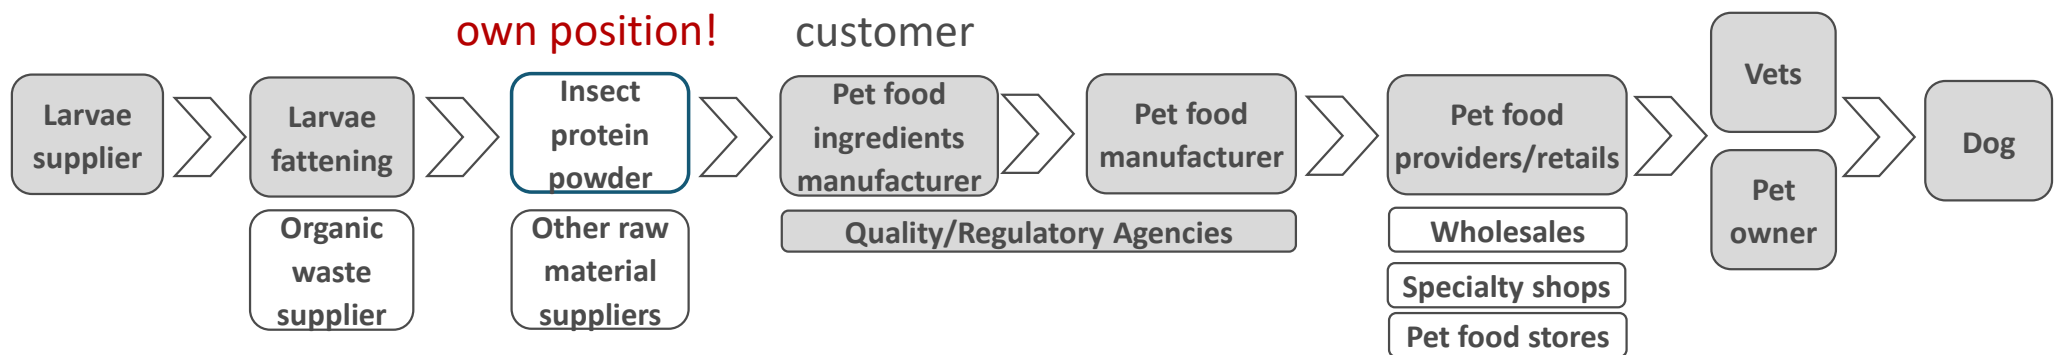 own position!
customer
Larvae
supplier
Larvae
fattening
Organic
waste
supplier
Insect
protein
powder
Other raw
material
suppliers
Pet food
ingredients
manufacturer
Pet food
manufacturer
Quality/Regulatory Agencies
Pet food
providers/retails
Wholesales
Specialty shops
Pet food stores
Vets
Pet
owner
Dog